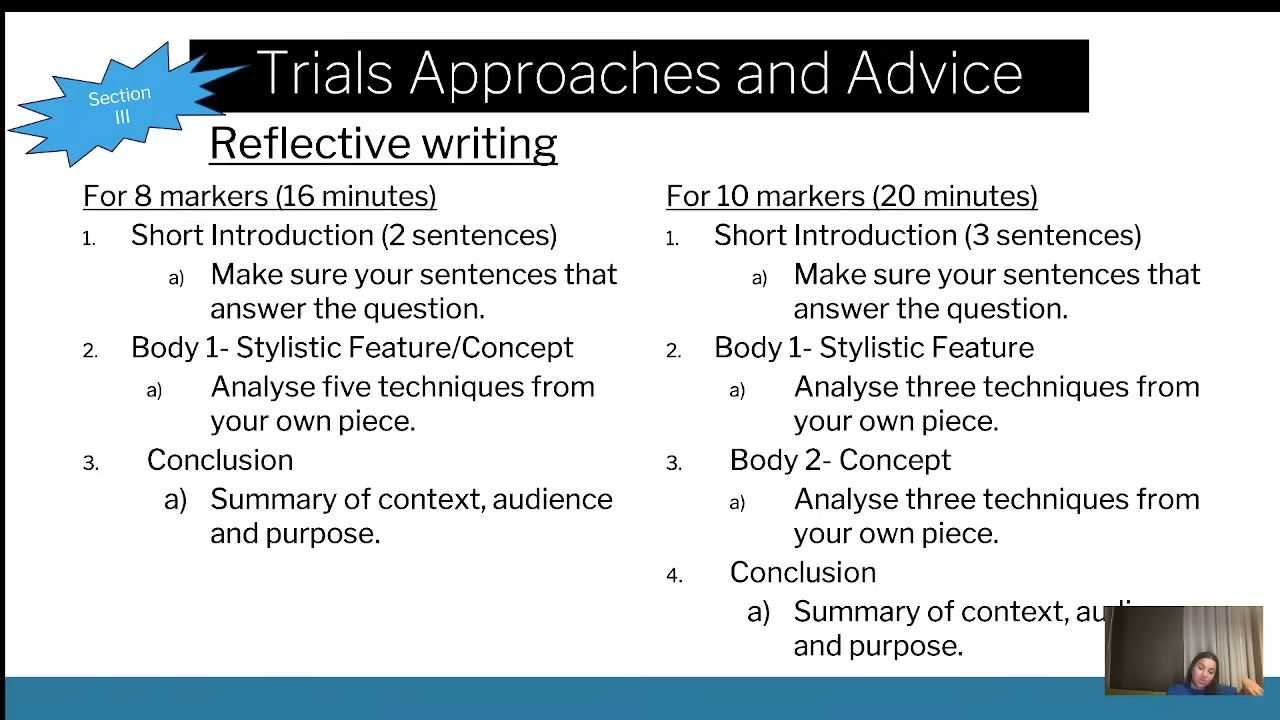 Trials Approaches and Advice
Section
III
Reflective writing
For 8 markers (16 minutes)
1. Short Introduction (2 sentences)
a) Make sure your sentences that
answer the question.
2. Body 1- Stylistic Feature/Concept
a) Analyse five techniques from
your own piece.
3. Conclusion
a) Summary of context, audience
and purpose.
For 10 markers (20 minutes)
1. Short Introduction (3 sentences)
a) Make sure your sentences that
answer the question.
2. Body 1- Stylistic Feature
a) Analyse three techniques from
your own piece.
3. Body 2- Concept
a) Analyse three techniques from
your own piece.
4. Conclusion
a) Summary of context,
and purpose.